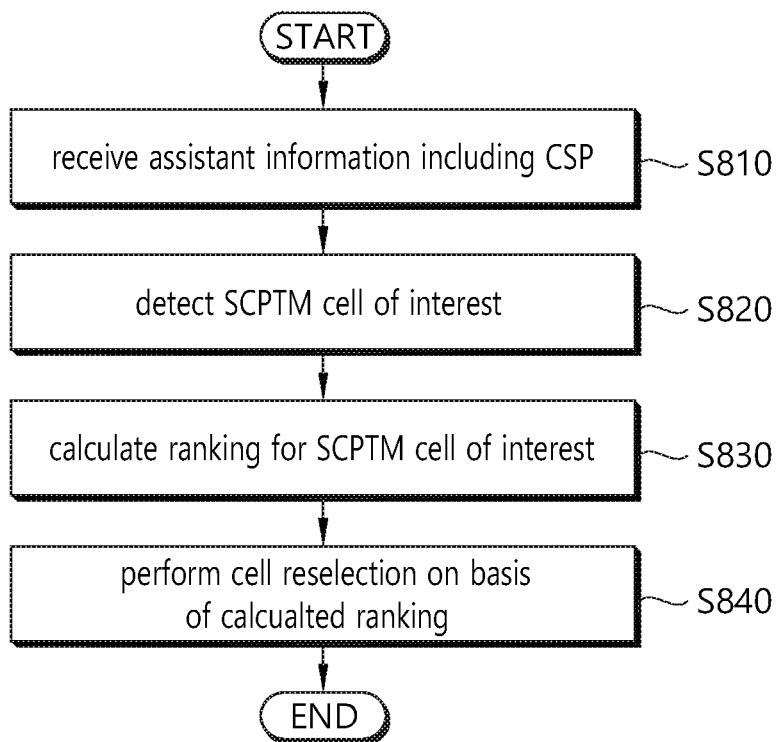 START
receive assistant information including CSP
S810
detect SCPTM cell of interest
S820
calculate ranking for SCPTM cell of interest
S830
perform cell reselection on basis
of calcualted ranking
S840
END